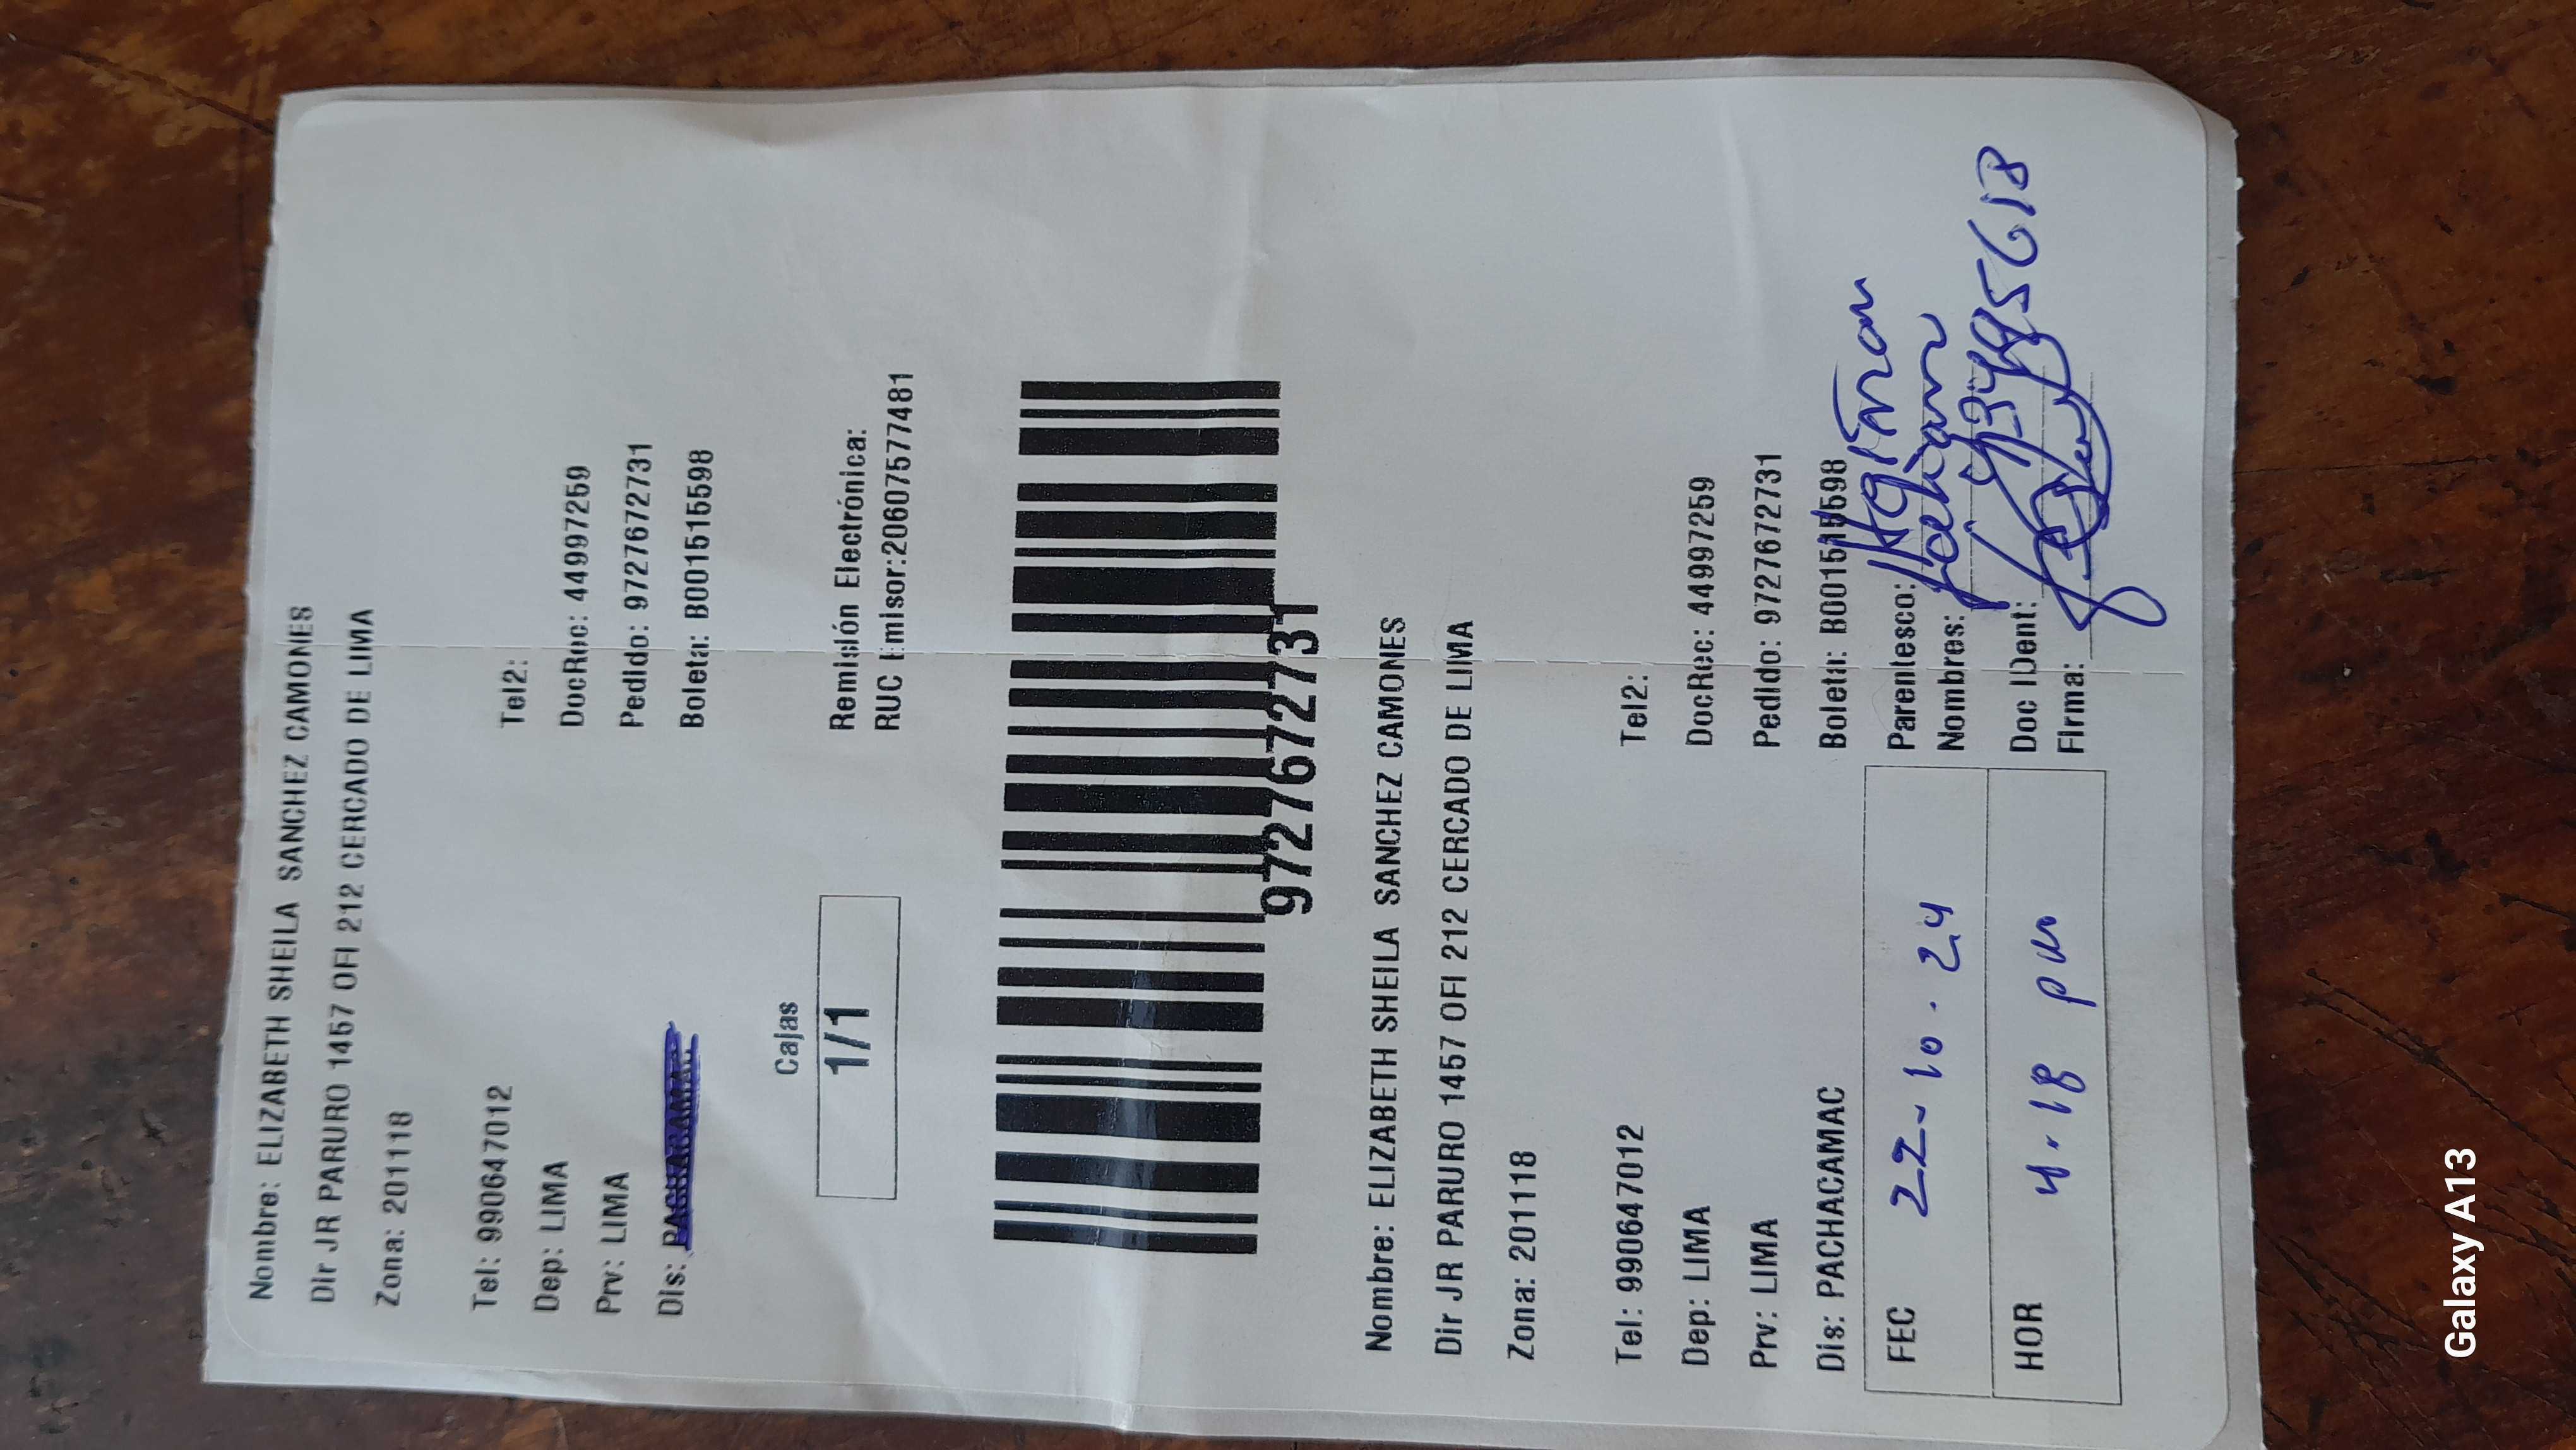 Nombre: ELIZABETH SHEILA SANCHEZ CAMONES
Dir JR PARURO 1457 OFI 212 CERCADO DE LIMA
Zona: 201118
Tel: 990647012
Tel2:
Dep: LIMA
DocRec: 44997259
Prv: LIMA
Pedido: 9727672731
Dis:
Boleta: B001515598
Cajas
1/1
Remisión Electrónica:
RUC Emisor:20607577481
9727672731
Nombre: ELIZABETH SHEILA SANCHEZ CAMONES
Dir JR PARURO 1457 OFI 212 CERCADO DE LIMA
Zona: 201118
Tel: 990647012
Tel2:
Dep: LIMA
DocRec: 44997259
Prv: LIMA
Pedido: 9727672731
Dis: PACHACAMAC
Boleta: B001515598
FEC 22-10-24
Parentesco:
Nombres:
HOR 4.18 pm
Doc IDent:
Firma:
Galaxy A13